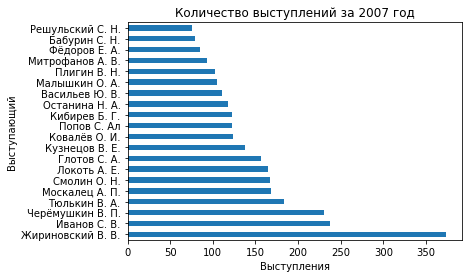 Количество выступлений за 2007 год
Решульский С. Н.
Бабурин С. Н.
Фёдоров Е. А.
Митрофанов А. В.
Плигин В. Н.
Малышкин О. А.
Васильев Ю. В.
Останина Н. А.
Кибирев Б. Г.
Попов С. Ал
Ковалёв О. И.
Кузнецов В. Е.
Глотов С. А.
Локоть А. Е.
Смолин О. Н.
Москалец А. П.
Тюлькин В. А.
Черёмушкин В. П.
Иванов С. В.
Жириновский В. В.
Выступающий
0 50 100 150 200 250 300 350
Выступления